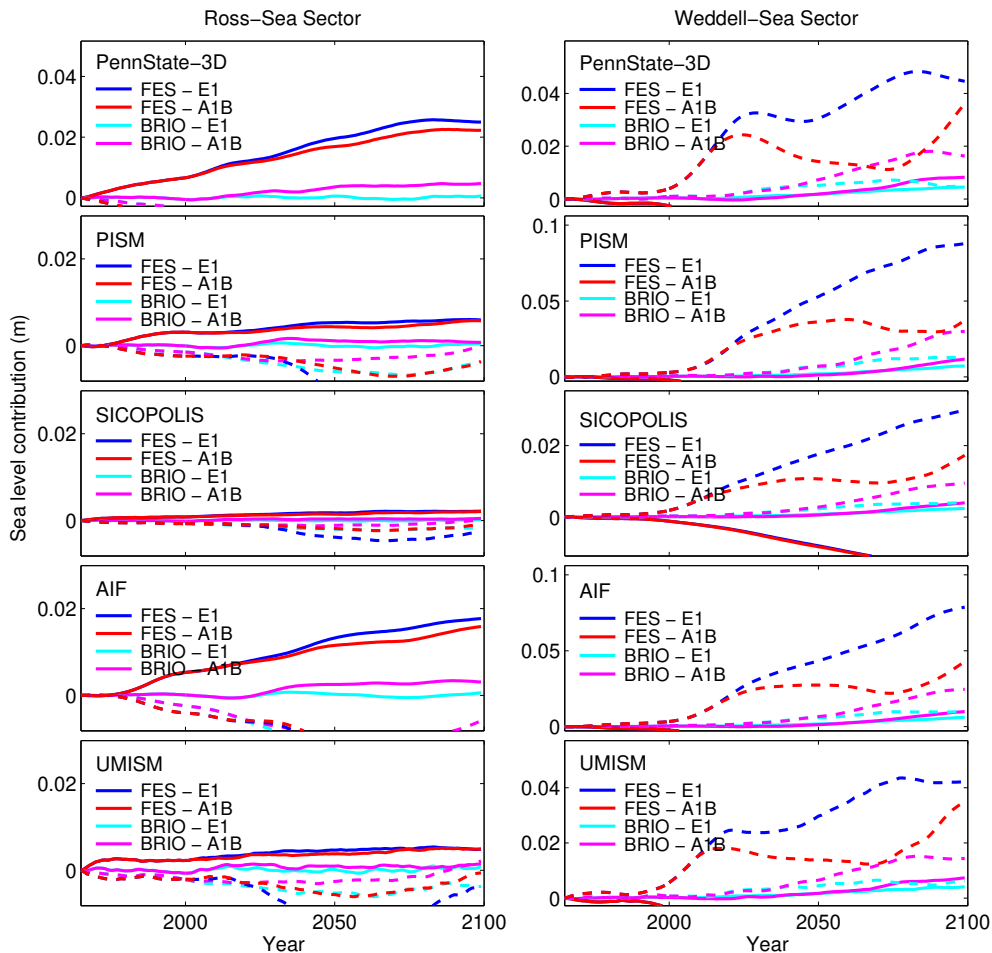 Ross−Sea Sector
Weddell−Sea Sector
Sea level contribution (m)
PennState−3D
FES − E1
FES − A1B
BRIO − E1
BRIO − A1B
0.04
0.02
0
PennState−3D
FES − E1
FES − A1B
BRIO − E1
BRIO − A1B
0.04
0.02
0
PISM
FES − E1
FES − A1B
BRIO − E1
BRIO − A1B
0.02
0
PISM
FES − E1
FES − A1B
BRIO − E1
BRIO − A1B
0.1
0.05
0
SICOPOLIS
FES − E1
FES − A1B
BRIO − E1
BRIO − A1B
0.02
0
SICOPOLIS
FES − E1
FES − A1B
BRIO − E1
BRIO − A1B
0.02
0
AIF
FES − E1
FES − A1B
BRIO − E1
BRIO − A1B
0.02
0
AIF
FES − E1
FES − A1B
BRIO − E1
BRIO − A1B
0.1
0.05
0
UMISM
FES − E1
FES − A1B
BRIO − E1
BRIO − A1B
0.02
0
2000 2050 2100
Year
UMISM
FES − E1
FES − A1B
BRIO − E1
BRIO − A1B
0.04
0.02
0
2000 2050 2100
Year